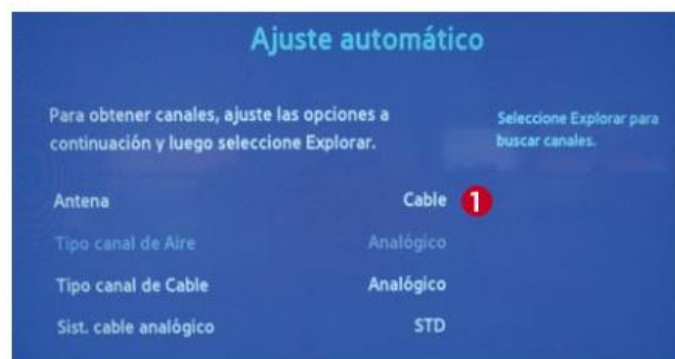 Ajuste automático
Para obtener canales, ajuste las opciones a
continuación y luego seleccione Explorar.
Seleccione Explorar para
buscar canales.
Antena Cable 1
Tipo canal de Aire Analógico
Tipo canal de Cable Analógico
Sist. cable analógico STD